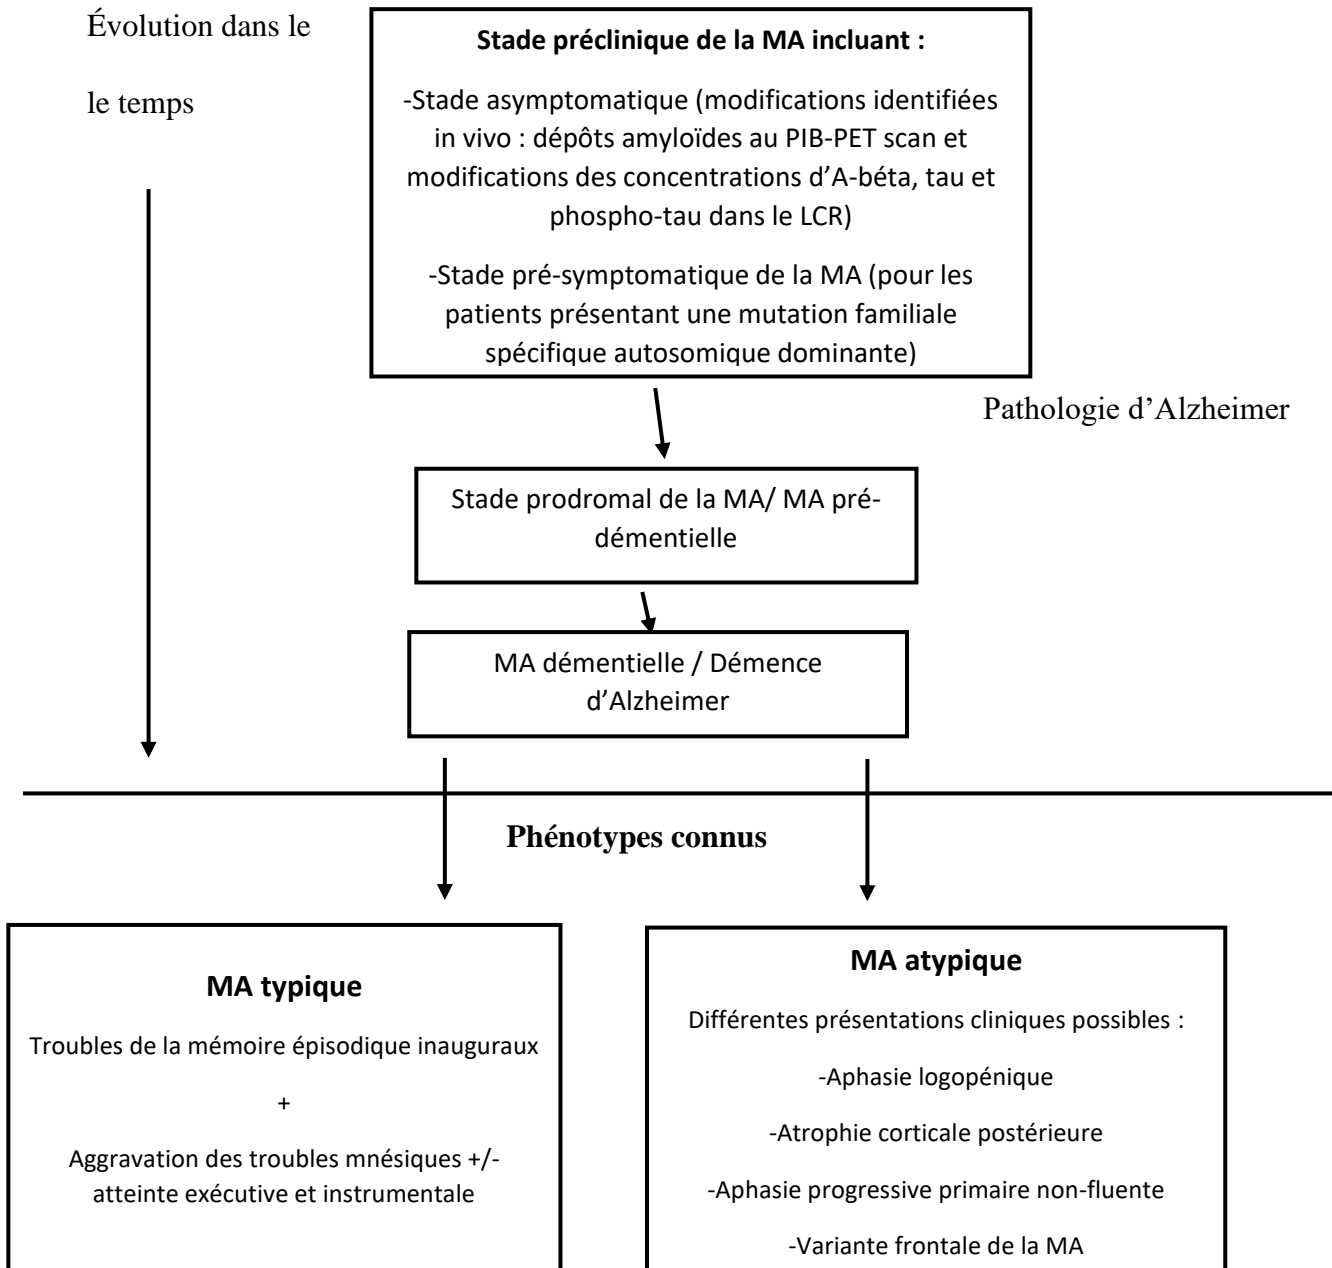 Évolution dans le
le temps
Stade préclinique de la MA incluant :
-Stade asymptomatique (modifications identifiées
in vivo : dépôts amyloïdes au PIB-PET scan et
modifications des concentrations d’A-béta, tau et
phospho-tau dans le LCR)
-Stade pré-symptomatique de la MA (pour les
patients présentant une mutation familiale
spécifique autosomique dominante)
Pathologie d’Alzheimer
Stade prodromal de la MA/ MA pré-
démentielle
MA démentielle / Démence
d’Alzheimer
Phénotypes connus
MA typique
Troubles de la mémoire épisodique inauguraux
+
Aggravation des troubles mnésiques +/-
atteinte exécutive et instrumentale
MA atypique
Différentes présentations cliniques possibles :
-Aphasie logopénique
-Atrophie corticale postérieure
-Aphasie progressive primaire non-fluente
-Variante frontale de la MA